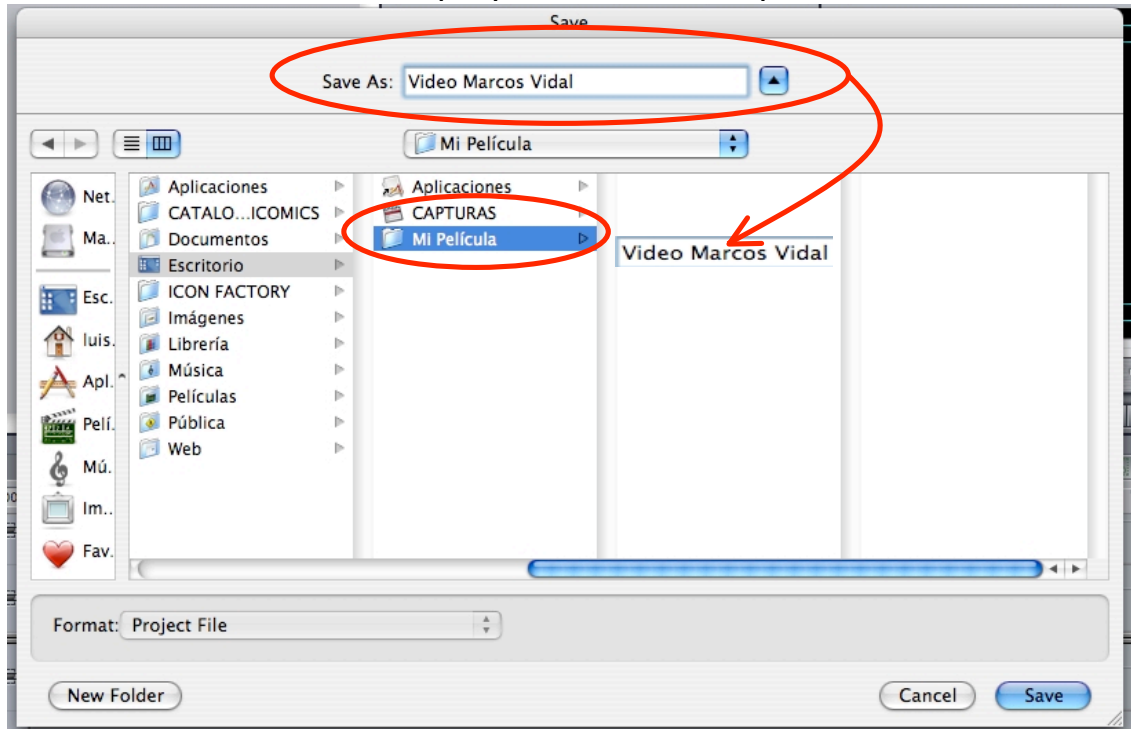 Save
Save As: Video Marcos Vidal
Mi Película
Net.
Ma..
Esc.
luis.
Apl.
Pelí.
Mú.
Im..
Fav.
Aplicaciones
CATALO...ICOMICS
Documentos
Escritorio
ICON FACTORY
Imágenes
Librería
Música
Películas
Pública
Web
Aplicaciones
CAPTURAS
Mi Película
Video Marcos Vidal
Format: Project File
New Folder
Cancel
Save